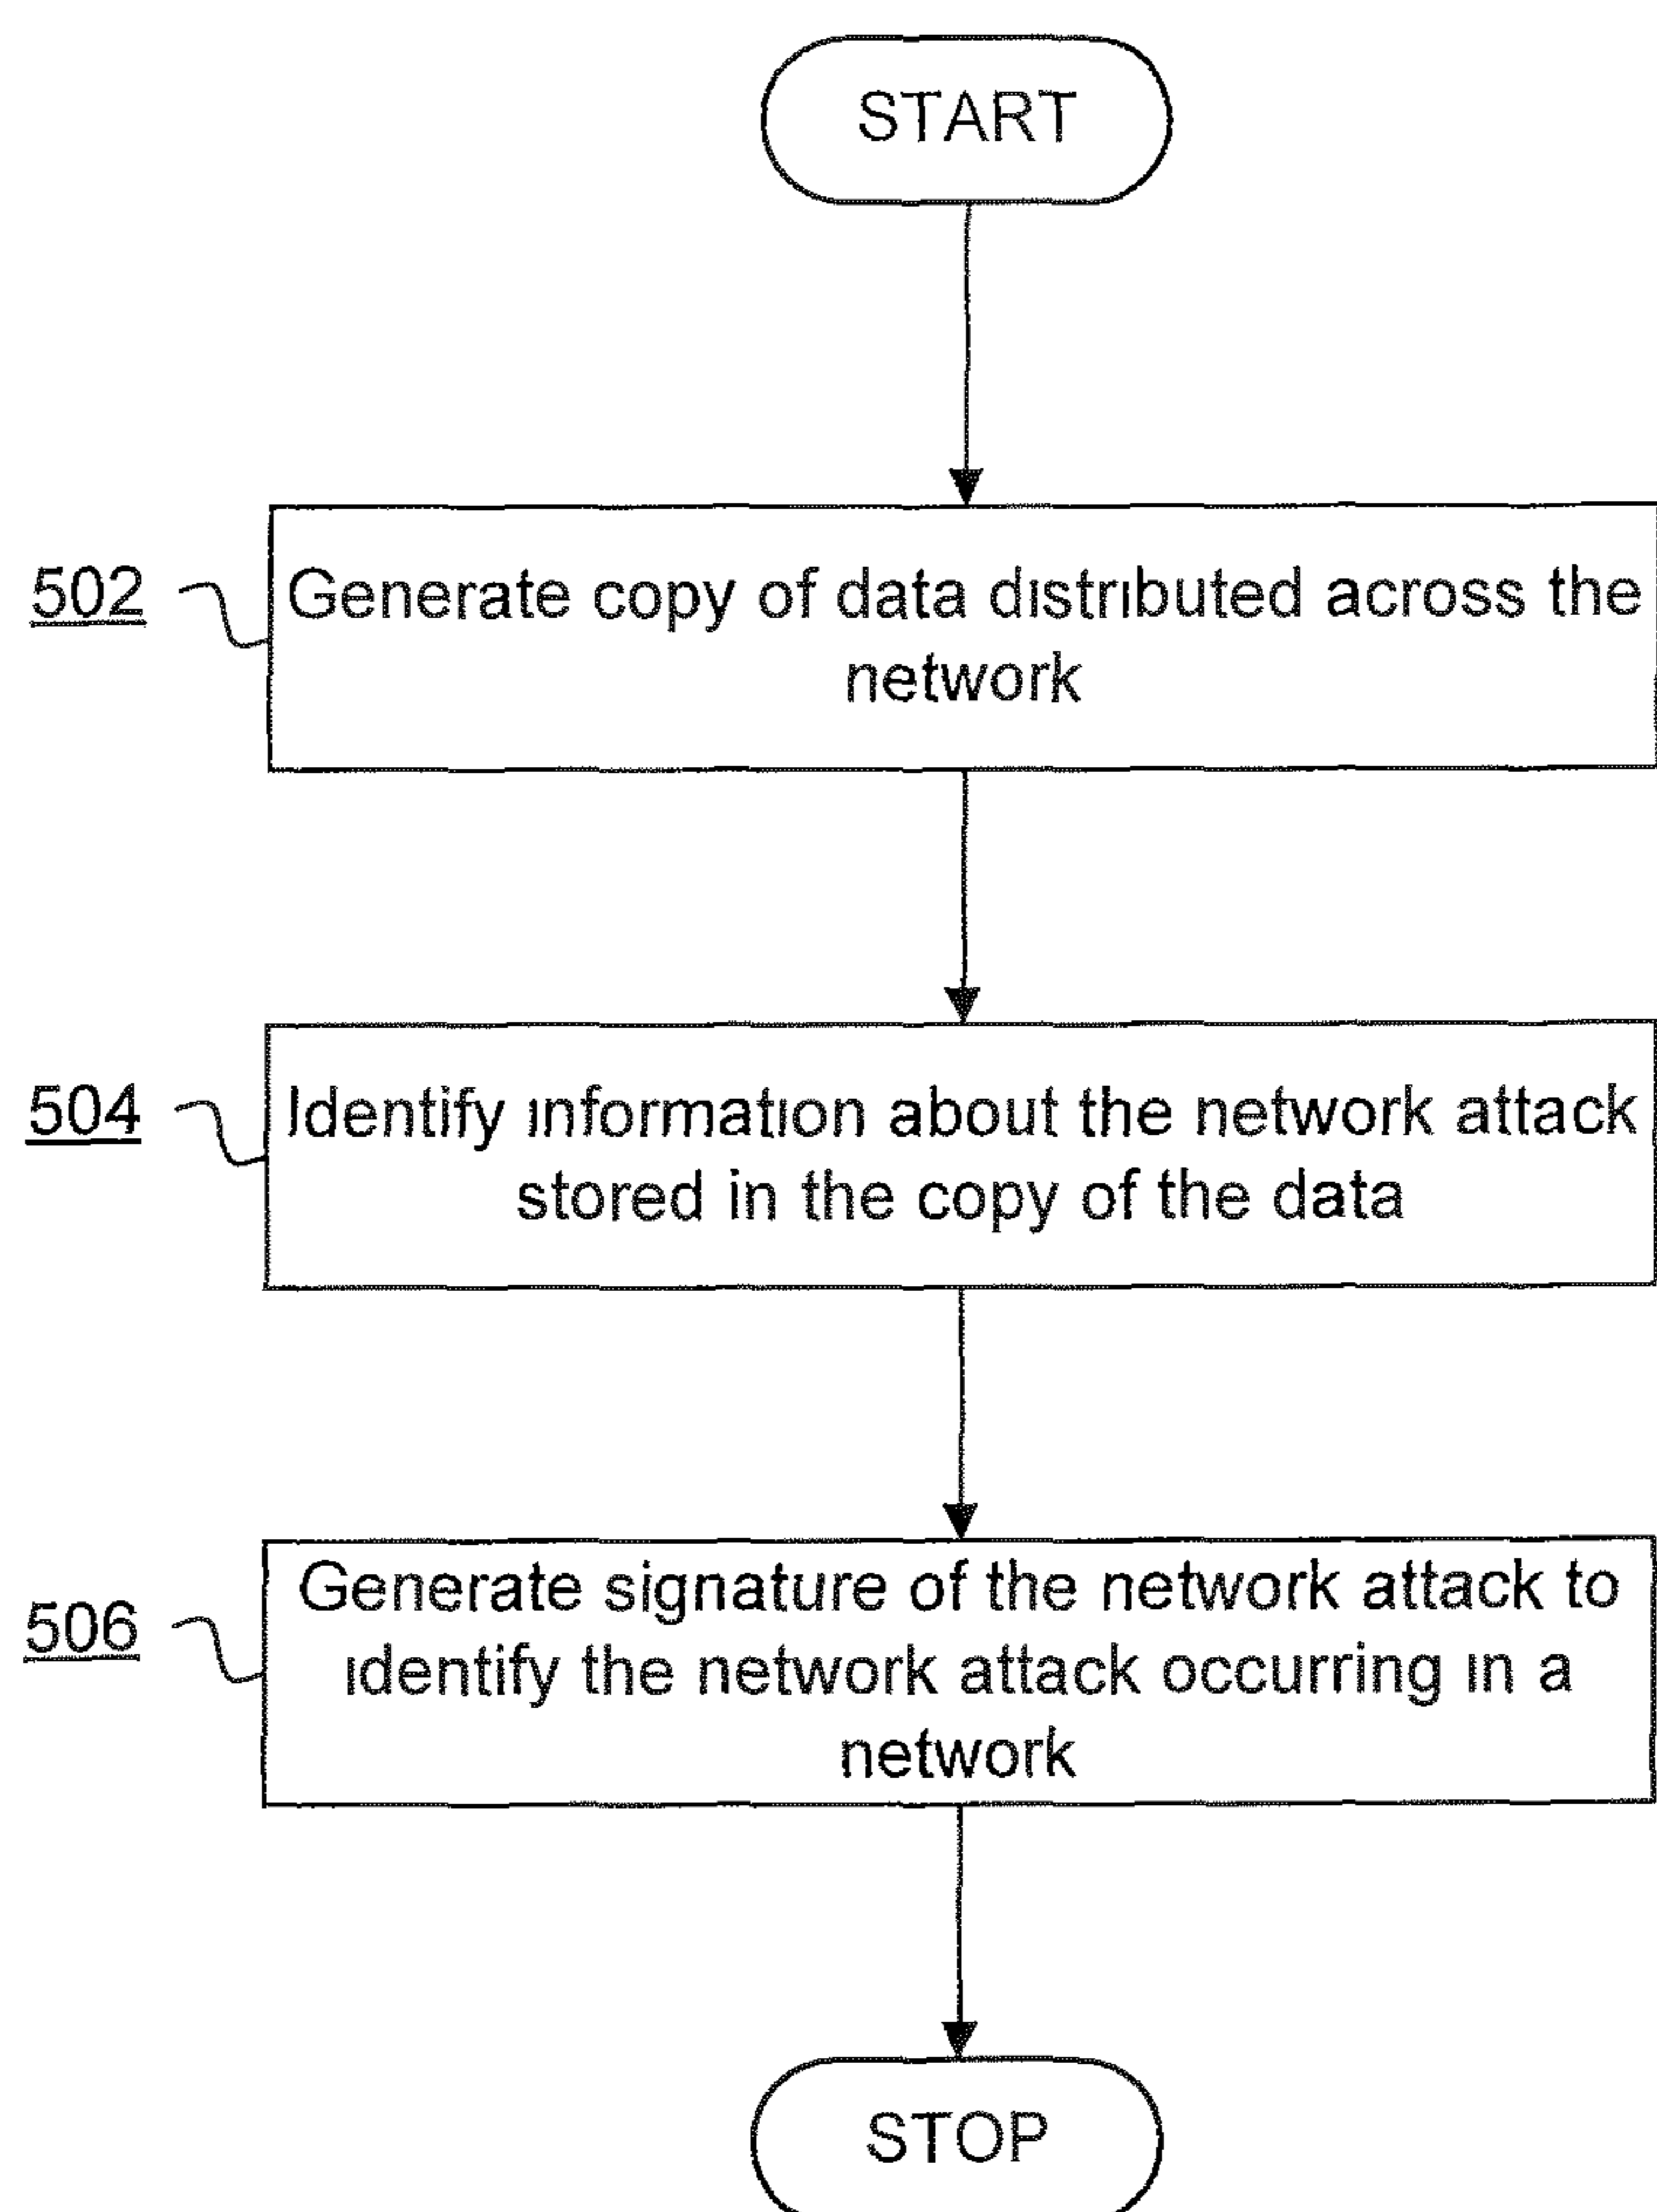 START
502
Generate copy of data distributed across the
network
504
Identify information about the network attack
stored in the copy of the data
506
Generate signature of the network attack to
identify the network attack occurring in a
network
STOP